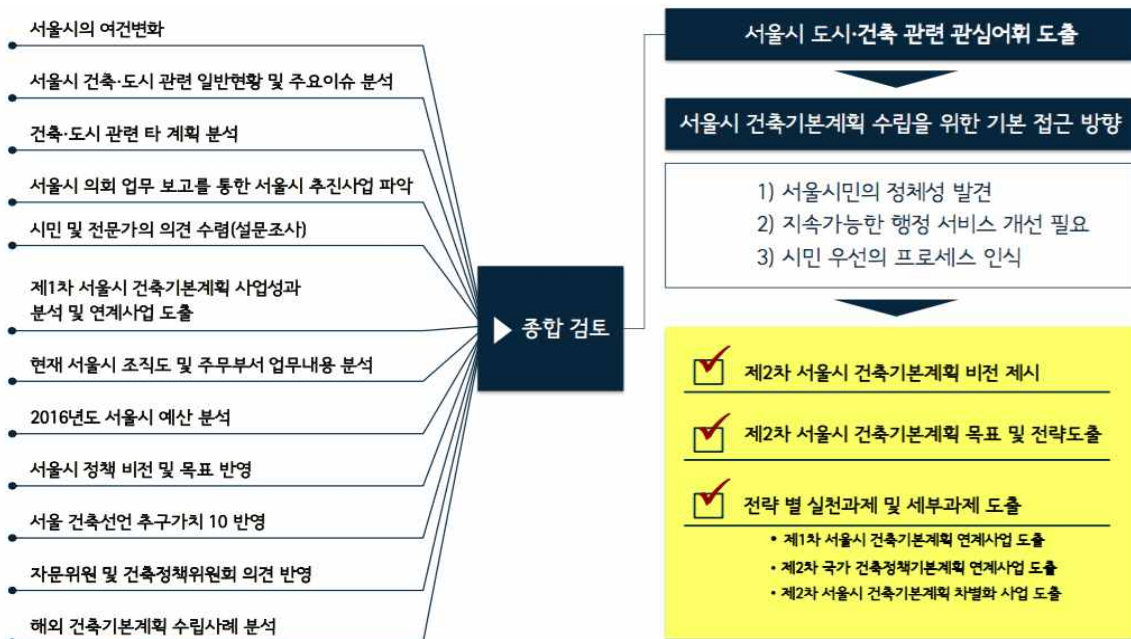 서울시의 여건변화
서울시 건축·도시 관련 일반현황 및 주요이슈 분석
건축·도시 관련 타 계획 분석
서울시 의회 업무 보고를 통한 서울시 추진사업 파악
시민 및 전문가의 의견 수렴(설문조사)
제1차 서울시 건축기본계획 사업성과
분석 및 연계사업 도출
현재 서울시 조직도 및 주무부서 업무내용 분석
2016년도 서울시 예산 분석
서울시 정책 비전 및 목표 반영
서울 건축선언 추구가치 10 반영
자문위원 및 건축정책위원회 의견 반영
해외 건축기본계획 수립사례 분석
▶ 종합 검토
서울시 도시·건축 관련 관심어휘 도출
서울시 건축기본계획 수립을 위한 기본 접근 방향
1) 서울시민의 정체성 발견
2) 지속가능한 행정 서비스 개선 필요
3) 시민 우선의 프로세스 인식
제2차 서울시 건축기본계획 비전 제시
제2차 서울시 건축기본계획 목표 및 전략도출
전략 별 실천과제 및 세부과제 도출
• 제1차 서울시 건축기본계획 연계사업 도출
• 제2차 국가 건축정책기본계획 연계사업 도출
• 제2차 서울시 건축기본계획 차별화 사업 도출